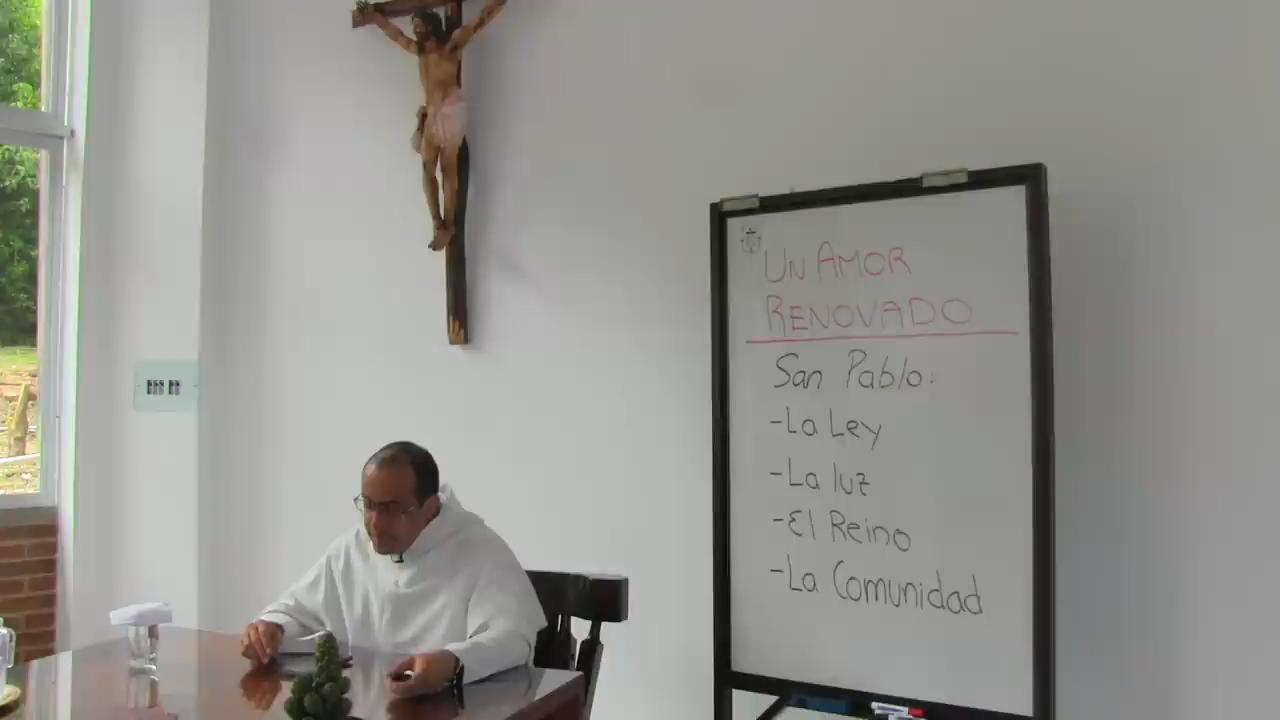 UN AMOR
RENOVADO
San Pablo:
-La Ley
-La luz
-El Reino
-La Comunidad